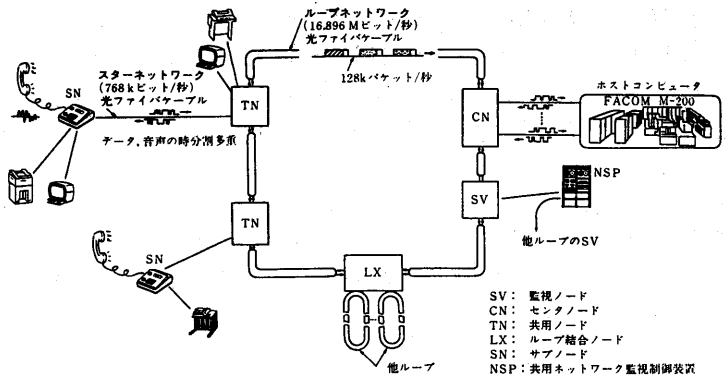 ループネットワーク
(16.896 Mビット/秒)
光ファイバケーブル
128kパケット/秒
スターネットワーク
(768kビット/秒)
光ファイバケーブル
SN
TN
データ,音声の時分割多重
CN
ホストコンピュータ
FACOM M-200
SV
NSP
他ループのSV
TN
SN
LX
他ループ
SV: 監視ノード
CN: センタノード
TN: 共用ノード
LX: ループ結合ノード
SN: サブノード
NSP: 共用ネットワーク監視制御装置